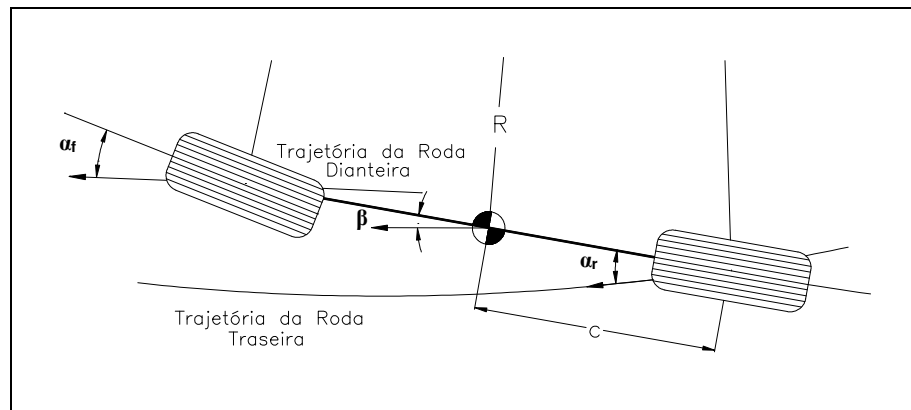 R
αf
Trajetória da Roda
Dianteira
β
αr
Trajetória da Roda
Traseira
c